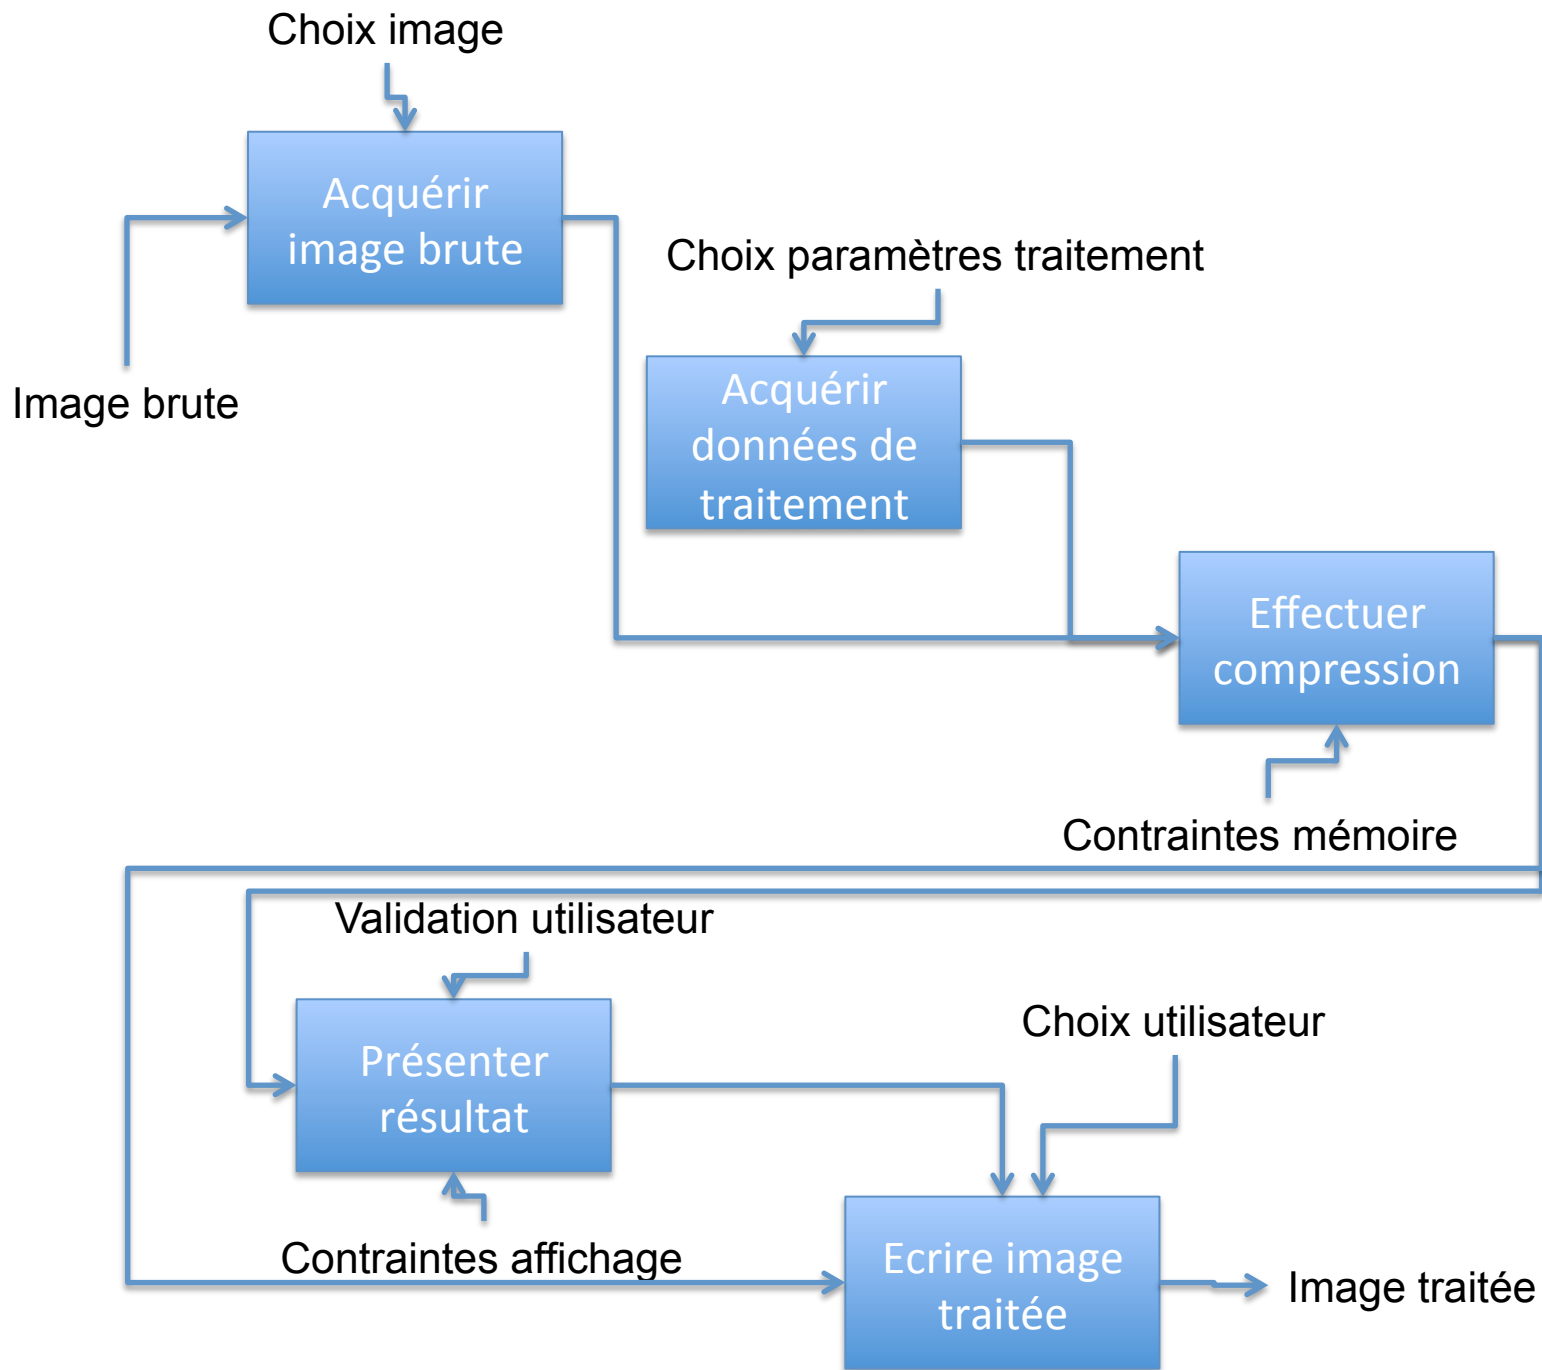 Choix image
Acquérir
image brute
Image brute
Choix paramètres traitement
Acquérir
données de
traitement
Effectuer
compression
Contraintes mémoire
Validation utilisateur
Présenter
résultat
Choix utilisateur
Contraintes affichage
Ecrire image
traitée
Image traitée